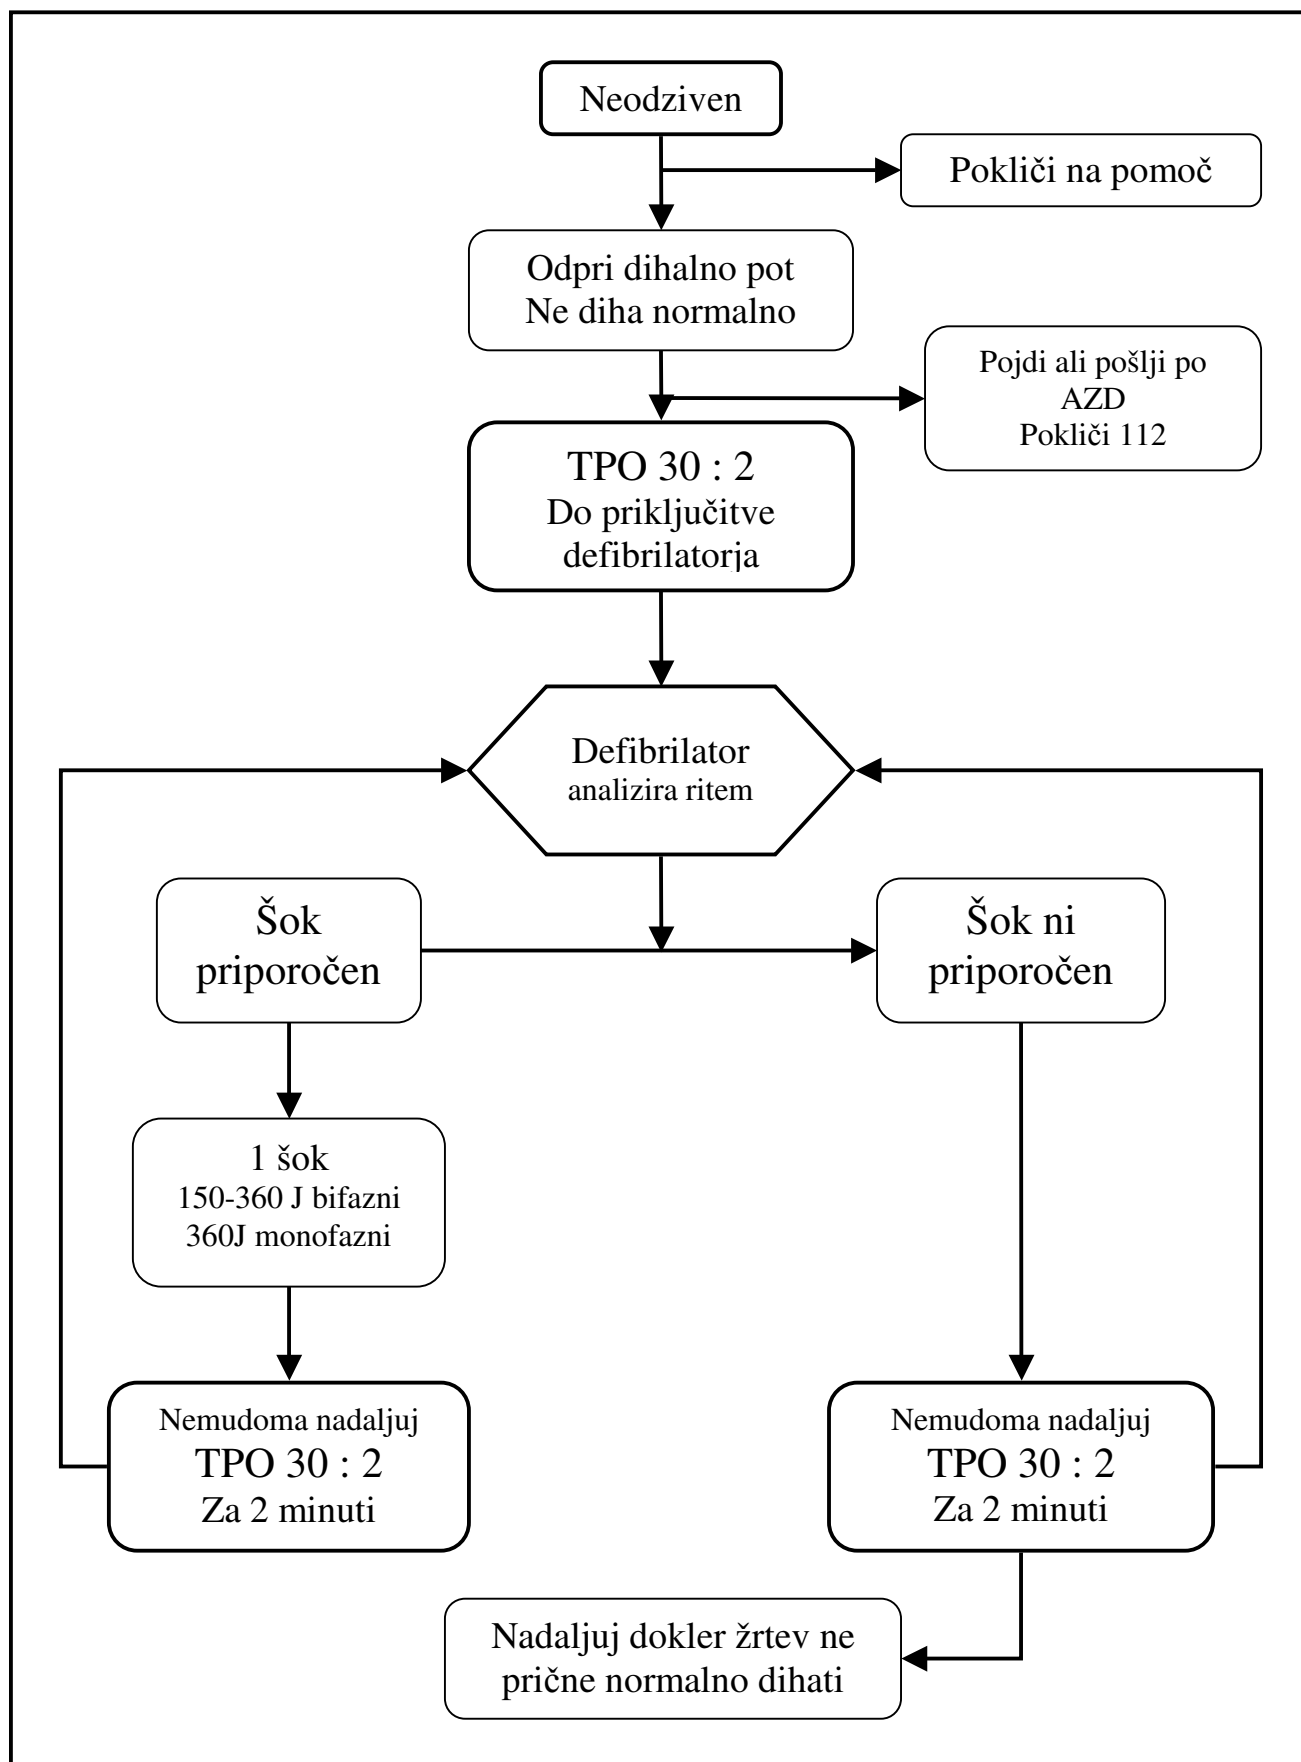 Neodziven
Pokliči na pomoč
Odpri dihalno pot
Ne diha normalno
Pojdi ali pošlji po
AZD
Pokliči 112
TPO 30 : 2
Do priključitve
defibrilatorja
Defibrilator
analizira ritem
Šok
priporočen
Šok ni
priporočen
1 šok
150-360 J bifazni
360J monofazni
Nemudoma nadaljuj
TPO 30 : 2
Za 2 minuti
Nemudoma nadaljuj
TPO 30 : 2
Za 2 minuti
Nadaljuj dokler žrtev ne
prične normalno dihati